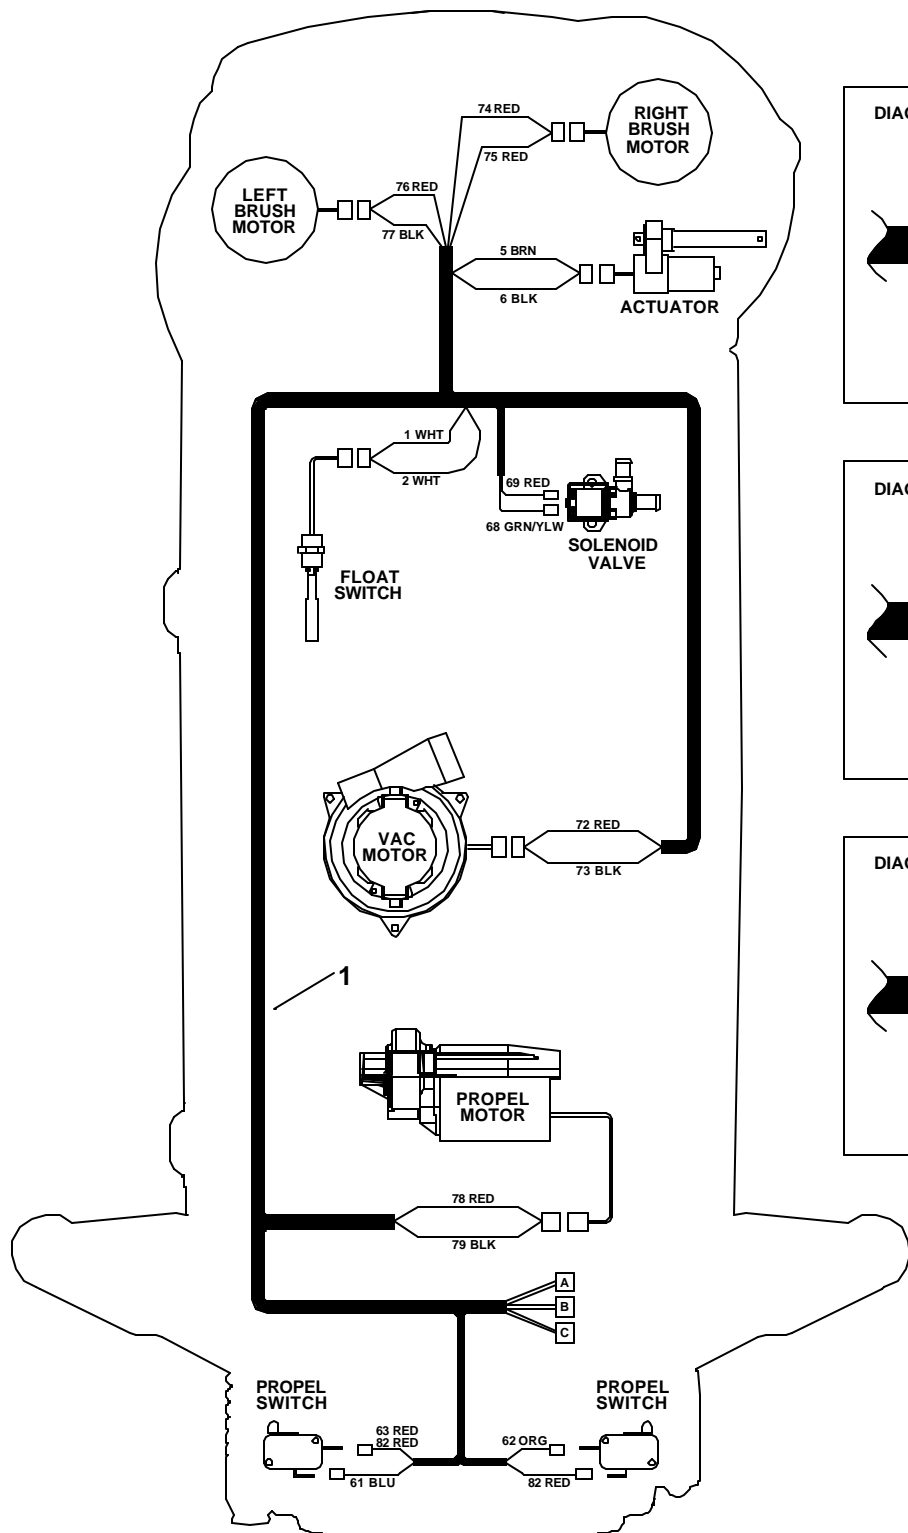 74 RED
RIGHT
BRUSH
MOTOR
75 RED
DIAG
76 RED
LEFT
BRUSH
MOTOR
77 BLK
5 BRN
6 BLK
ACTUATOR
1 WHT
2 WHT
69 RED
68 GRN/YLW
SOLENOID
VALVE
DIAG
FLOAT
SWITCH
72 RED
VAC
MOTOR
73 BLK
DIAG
1
PROPEL
MOTOR
78 RED
79 BLK
A
B
C
PROPEL
SWITCH
PROPEL
SWITCH
63 RED
82 RED
62 ORG
61 BLU
82 RED